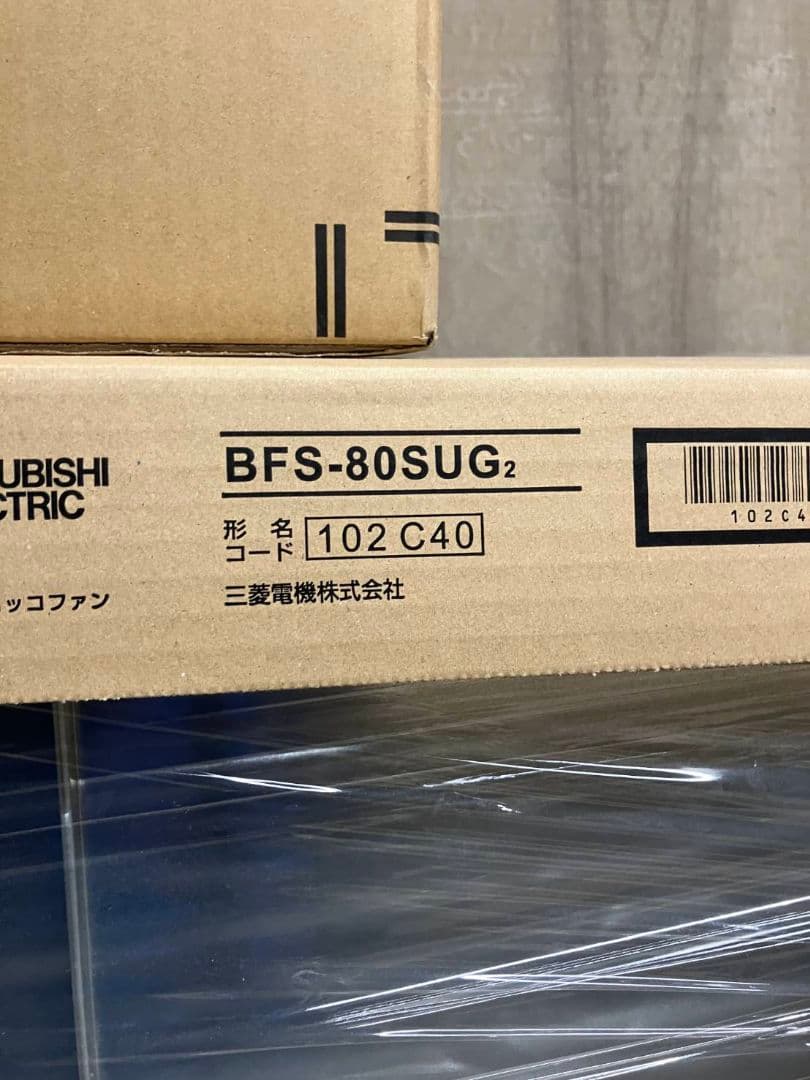 UBISHI
CTRIC
ッコファン
BFS-80SUG2
形名
コード 102 C40
三菱電機株式会社
102C4